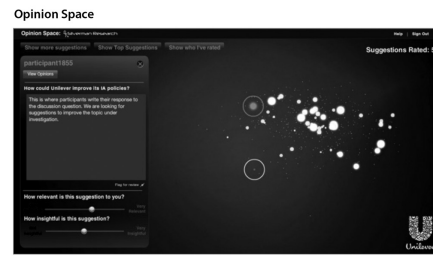 Opinion Space
Opinion Space: Silverman Research
Help | Sign Out
Show more suggestions Show Top Suggestions Show who I've rated
Suggestions Rated: 5
participant1855
View Opinions
How could Unilever improve its IA policies?
This is where participants write their response
to the discussion question. We are looking for
suggestions to improve the topic under
investigation.
Flag for review
How relevant is this suggestion to you?
Very
Relevant
How insightful is this suggestion?
Very
Insightful
Unilever